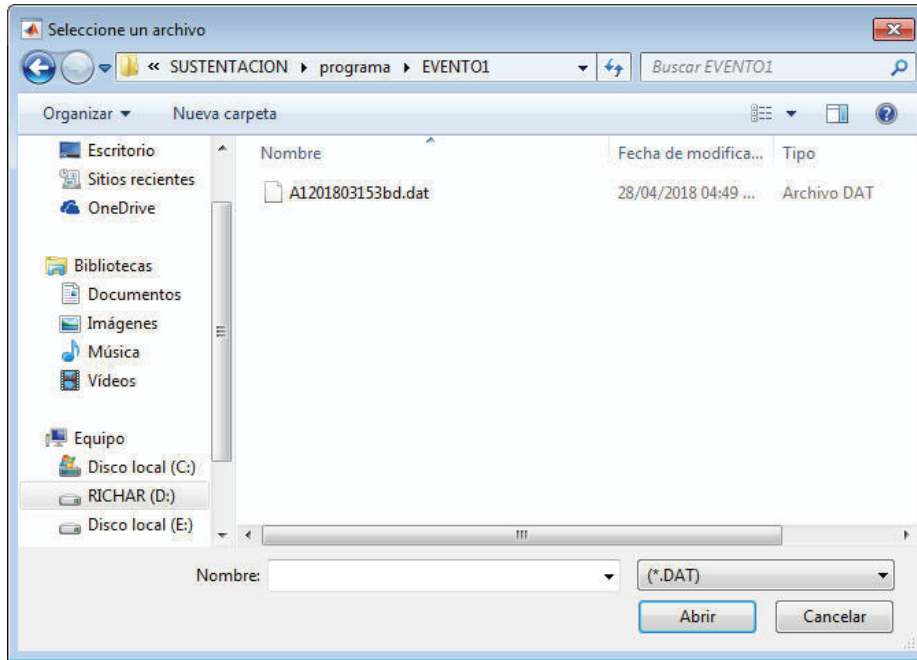 Seleccione un archivo
« SUSTENTACION programa EVENTO1 Buscar EVENTO1
Organizar Nueva carpeta
Escritorio
Sitios recientes
OneDrive
Bibliotecas
Documentos
Imágenes
Música
Vídeos
Equipo
Disco local (C:)
RICHAR (D:)
Disco local (E:)
Nombre Fecha de modifica... Tipo
A1201803153bd.dat 28/04/2018 04:49 ... Archivo DAT
Nombre: (*.DAT)
Abrir Cancelar